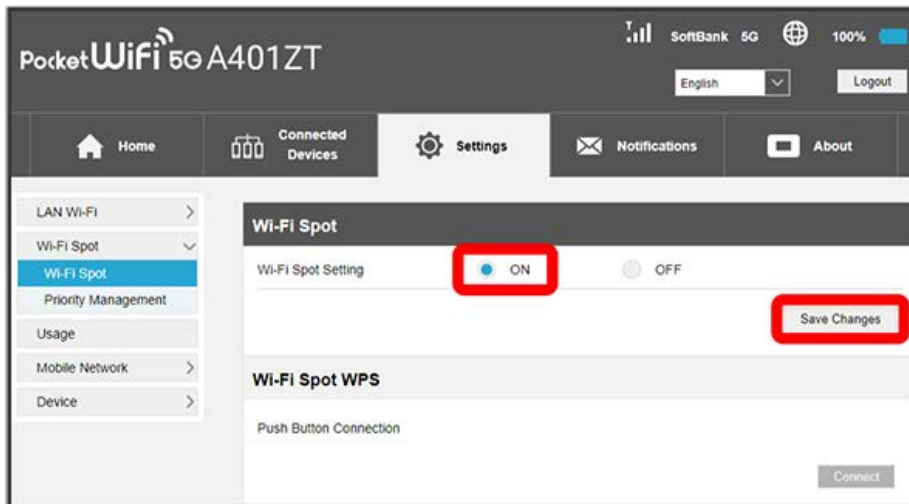 SoftBank 5G 100%
Pocket WiFi 5G A401ZT
English Logout
Home Connected Devices Settings Notifications About
LAN Wi-Fi
Wi-Fi Spot
Wi-Fi Spot
Priority Management
Usage
Mobile Network
Device
Wi-Fi Spot
Wi-Fi Spot Setting ON OFF
Save Changes
Wi-Fi Spot WPS
Push Button Connection
Connect